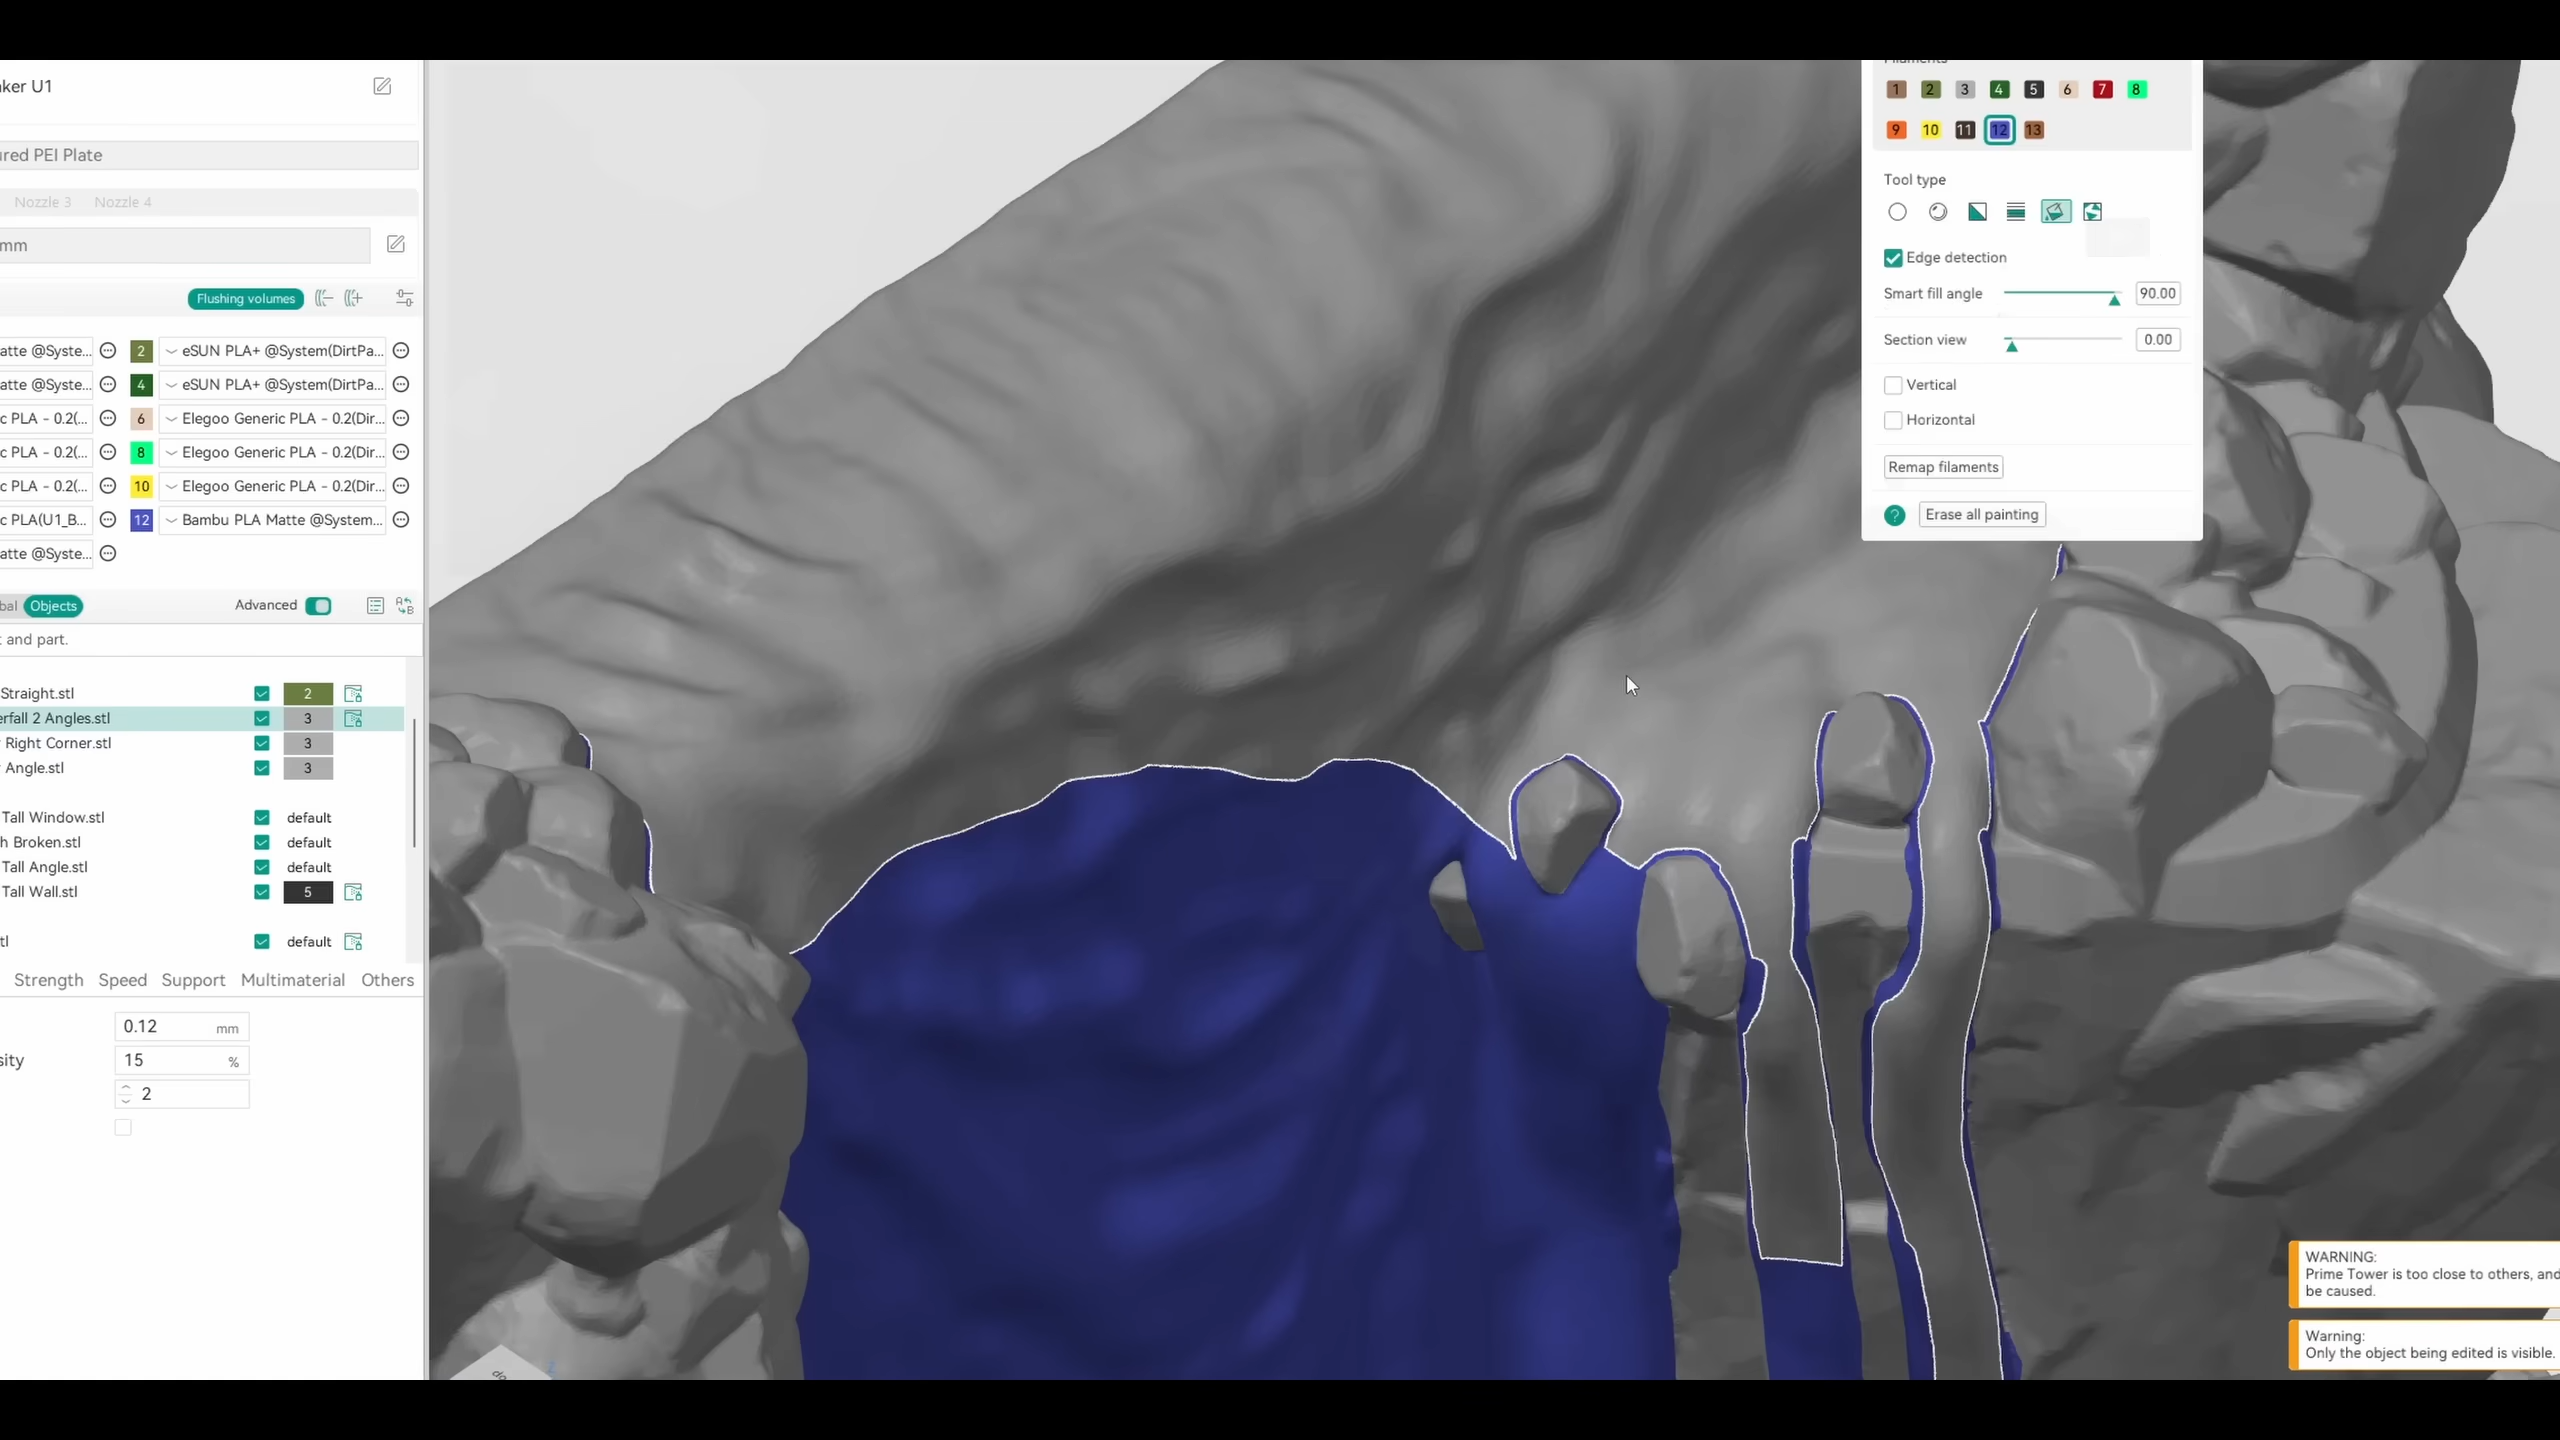 ker U1
ured PEI Plate
Nozzle 3 Nozzle 4
mm
Flushing volumes
atte @Syste... 2 eSUN PLA+ @System(DirtPa...
atte @Syste... 4 eSUN PLA+ @System(DirtPa...
c PLA - 0.2(... 6 Elegoo Generic PLA - 0.2(Dir...
c PLA - 0.2(... 8 Elegoo Generic PLA - 0.2(Dir...
c PLA - 0.2(... 10 Elegoo Generic PLA - 0.2(Dir...
c PLA(U1_B... 12 Bambu PLA Matte @System...
atte @Syste...
bal Objects Advanced
t and part.
Straight.stl 2
erfall 2 Angles.stl 3
Right Corner.stl 3
Angle.stl 3
Tall Window.stl default
h Broken.stl default
Tall Angle.stl default
Tall Wall.stl 5
tl default
Strength Speed Support Multimaterial Others
0.12 mm
sity 15 %
2
Filaments
1 2 3 4 5 6 7 8
9 10 11 12 13
Tool type
Edge detection
Smart fill angle 90.00
Section view 0.00
Vertical
Horizontal
Remap filaments
? Erase all painting
WARNING:
Prime Tower is too close to others, and
be caused.
Warning:
Only the object being edited is visible.